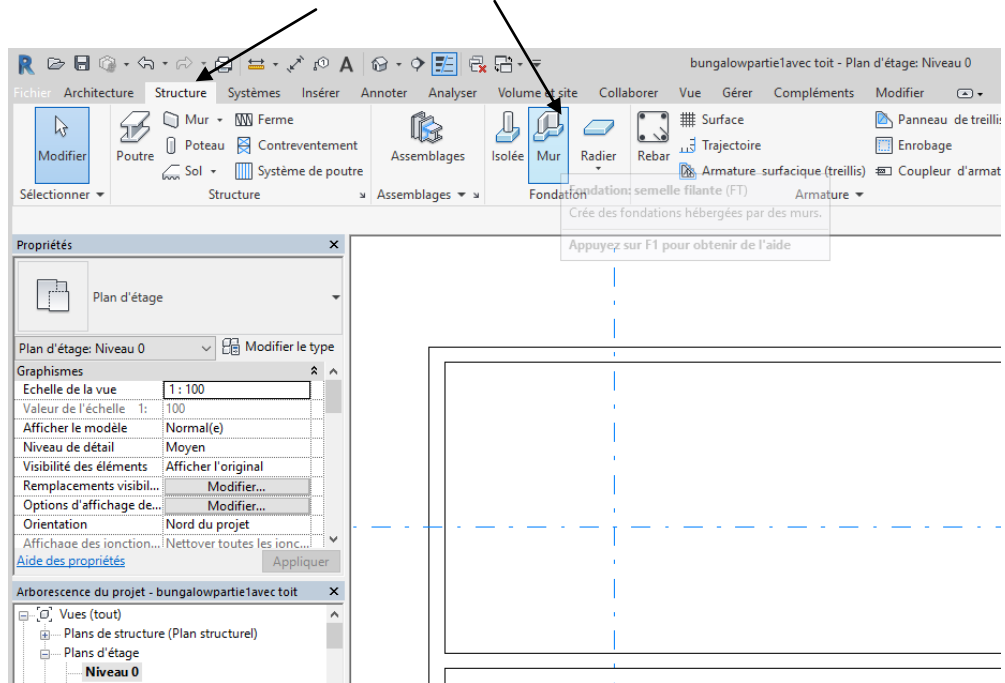 bungalowpartie1avec toit - Plan d'étage: Niveau 0
Fichier Architecture Structure Systèmes Insérer Annoter Analyser Volume et site Collaborer Vue Gérer Compléments Modifier
Mur Ferme Surface Panneau de treillis
Modifier Poutre Poteau Contreventement Assemblages Isolée Mur Radier Rebar Trajectoire Enrobage
Sol Système de poutre Armature surfacique (treillis) Coupleur d'armat
Sélectionner Structure Assemblages Fondation Armature
Fondation: semelle filante (FT)
Crée des fondations hébergées par des murs.
Appuyez sur F1 pour obtenir de l'aide
Propriétés
Plan d'étage
Plan d'étage: Niveau 0 Modifier le type
Graphismes
Echelle de la vue 1 : 100
Valeur de l'échelle 1: 100
Afficher le modèle Normal(e)
Niveau de détail Moyen
Visibilité des éléments Afficher l'original
Remplacements visibil... Modifier...
Options d'affichage de... Modifier...
Orientation Nord du projet
Affichage des jonction... Nettoyer toutes les jonc...
Aide des propriétés Appliquer
Arborescence du projet - bungalowpartie1avec toit
Vues (tout)
Plans de structure (Plan structurel)
Plans d'étage
Niveau 0